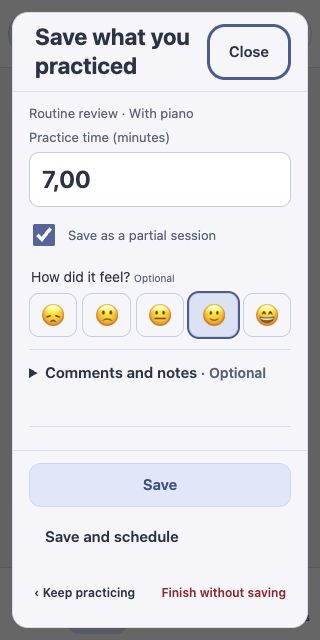 Save what you
practiced
Close
Routine review · With piano
Practice time (minutes)
7,00
Save as a partial session
How did it feel? Optional
Comments and notes · Optional
Save
Save and schedule
‹ Keep practicing
Finish without saving